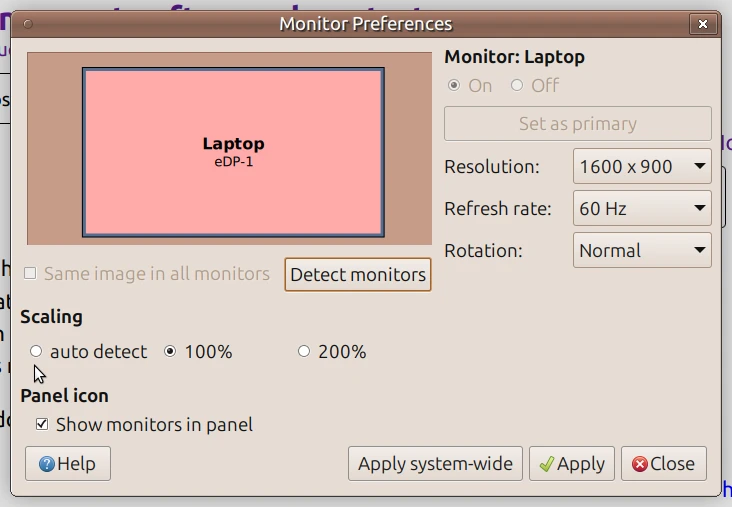 Monitor Preferences
Monitor: Laptop
On Off
Laptop
eDP-1
Set as primary
Resolution: 1600 x 900
Refresh rate: 60 Hz
Rotation: Normal
Same image in all monitors Detect monitors
Scaling
auto detect 100% 200%
Panel icon
Show monitors in panel
Help Apply system-wide Apply Close